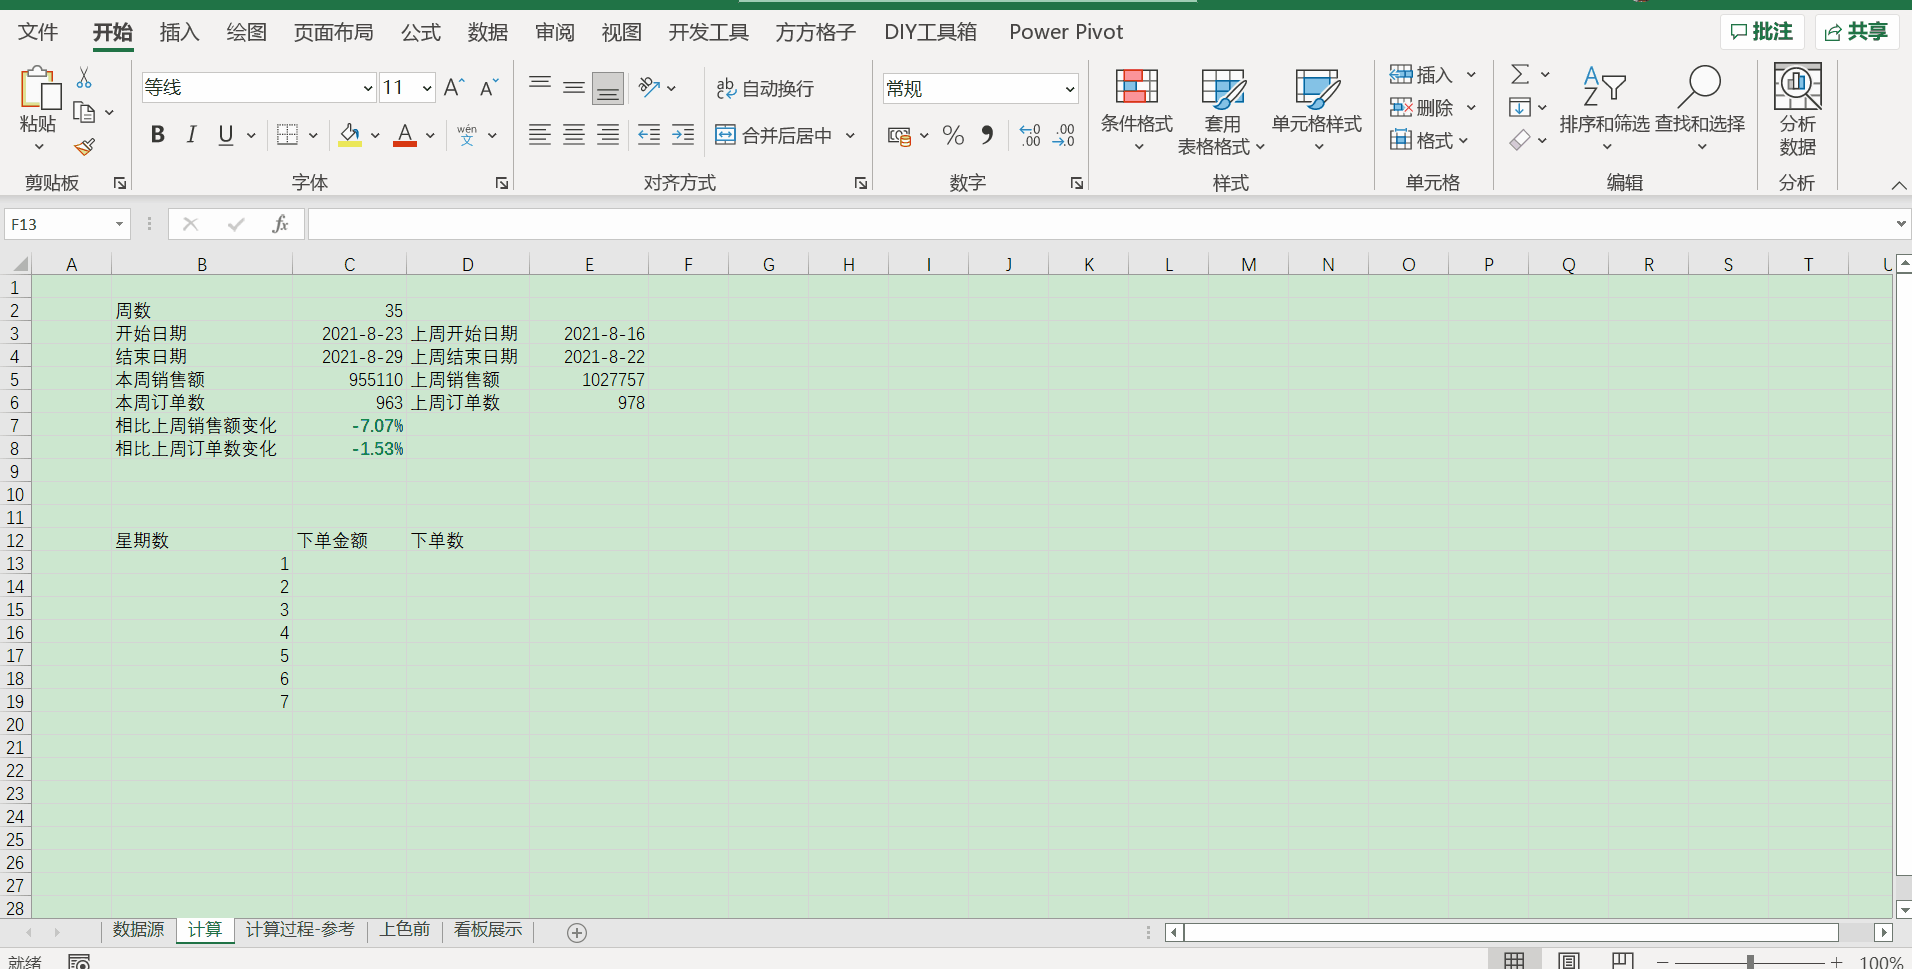 文件 开始 插入 绘图 页面布局 公式 数据 审阅 视图 开发工具 方方格子 DIY工具箱 Power Pivot 批注 共享
粘贴 等线 11 A A ab 自动换行 常规 条件格式 套用 表格格式 单元格样式 插入 删除 格式 排序和筛选 查找和选择 分析 数据
B I U A wén 文 合并后居中 % .00 .0
剪贴板 字体 对齐方式 数字 样式 单元格 编辑 分析
F13 fx
A B C D E F G H I J K L M N O P Q R S T U
1
2 周数 35
3 开始日期 2021-8-23 上周开始日期 2021-8-16
4 结束日期 2021-8-29 上周结束日期 2021-8-22
5 本周销售额 955110 上周销售额 1027757
6 本周订单数 963 上周订单数 978
7 相比上周销售额变化 -7.07%
8 相比上周订单数变化 -1.53%
9
10
11
12 星期数 下单金额 下单数
13 1
14 2
15 3
16 4
17 5
18 6
19 7
20
21
22
23
24
25
26
27
28
数据源 计算 计算过程-参考 上色前 看板展示
就绪 100%